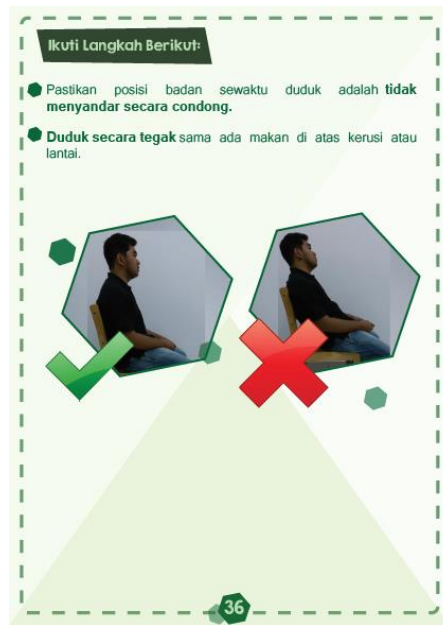 Ikuti Langkah Berikut:
Pastikan posisi badan sewaktu duduk adalah tidak
menyandar secara condong.
Duduk secara tegak sama ada makan di atas kerusi atau
lantai.
36